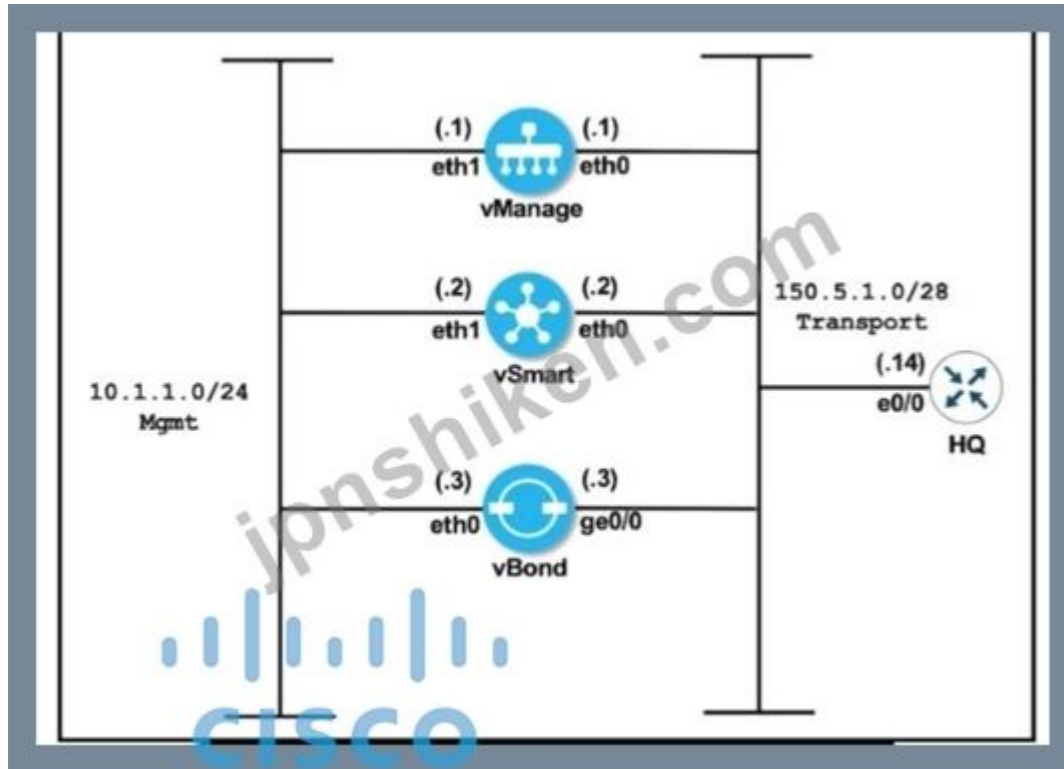 (.1) (.1)
eth1 eth0
vManage
(.2) (.2)
150.5.1.0/28
Transport
eth1 eth0
vSmart
(.14)
10.1.1.0/24
Mgmt
e0/0
HQ
(.3) (.3)
eth0 ge0/0
vBond
jpnshiken.com
CISCO